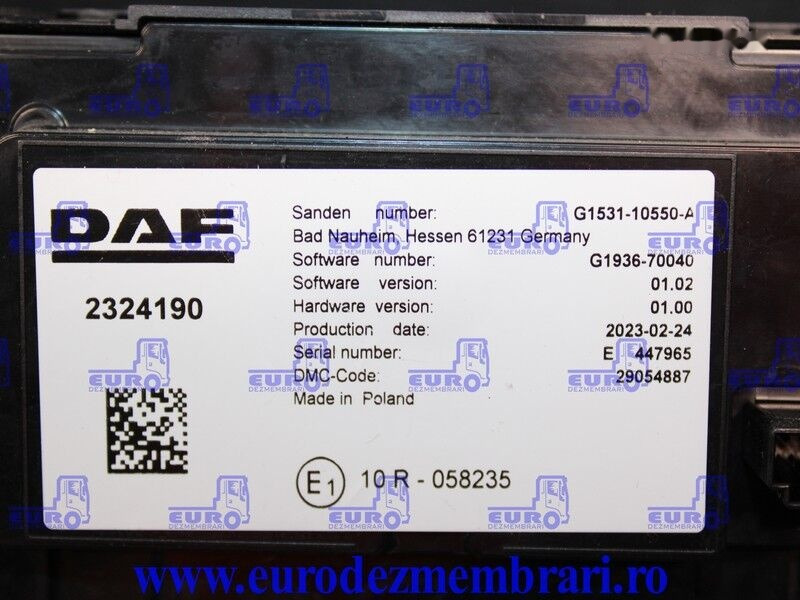 DAF
2324190
Sanden number: G1531-10550-A
Bad Nauheim, Hessen 61231 Germany
Software number: G1936-70040
Software version: 01.02
Hardware version: 01.00
Production date: 2023-02-24
Serial number: E 447965
DMC-Code: 29054887
Made in Poland
E1 10 R - 058235
EURO
DEZMEMBRARI
www.eurodezmembrari.ro